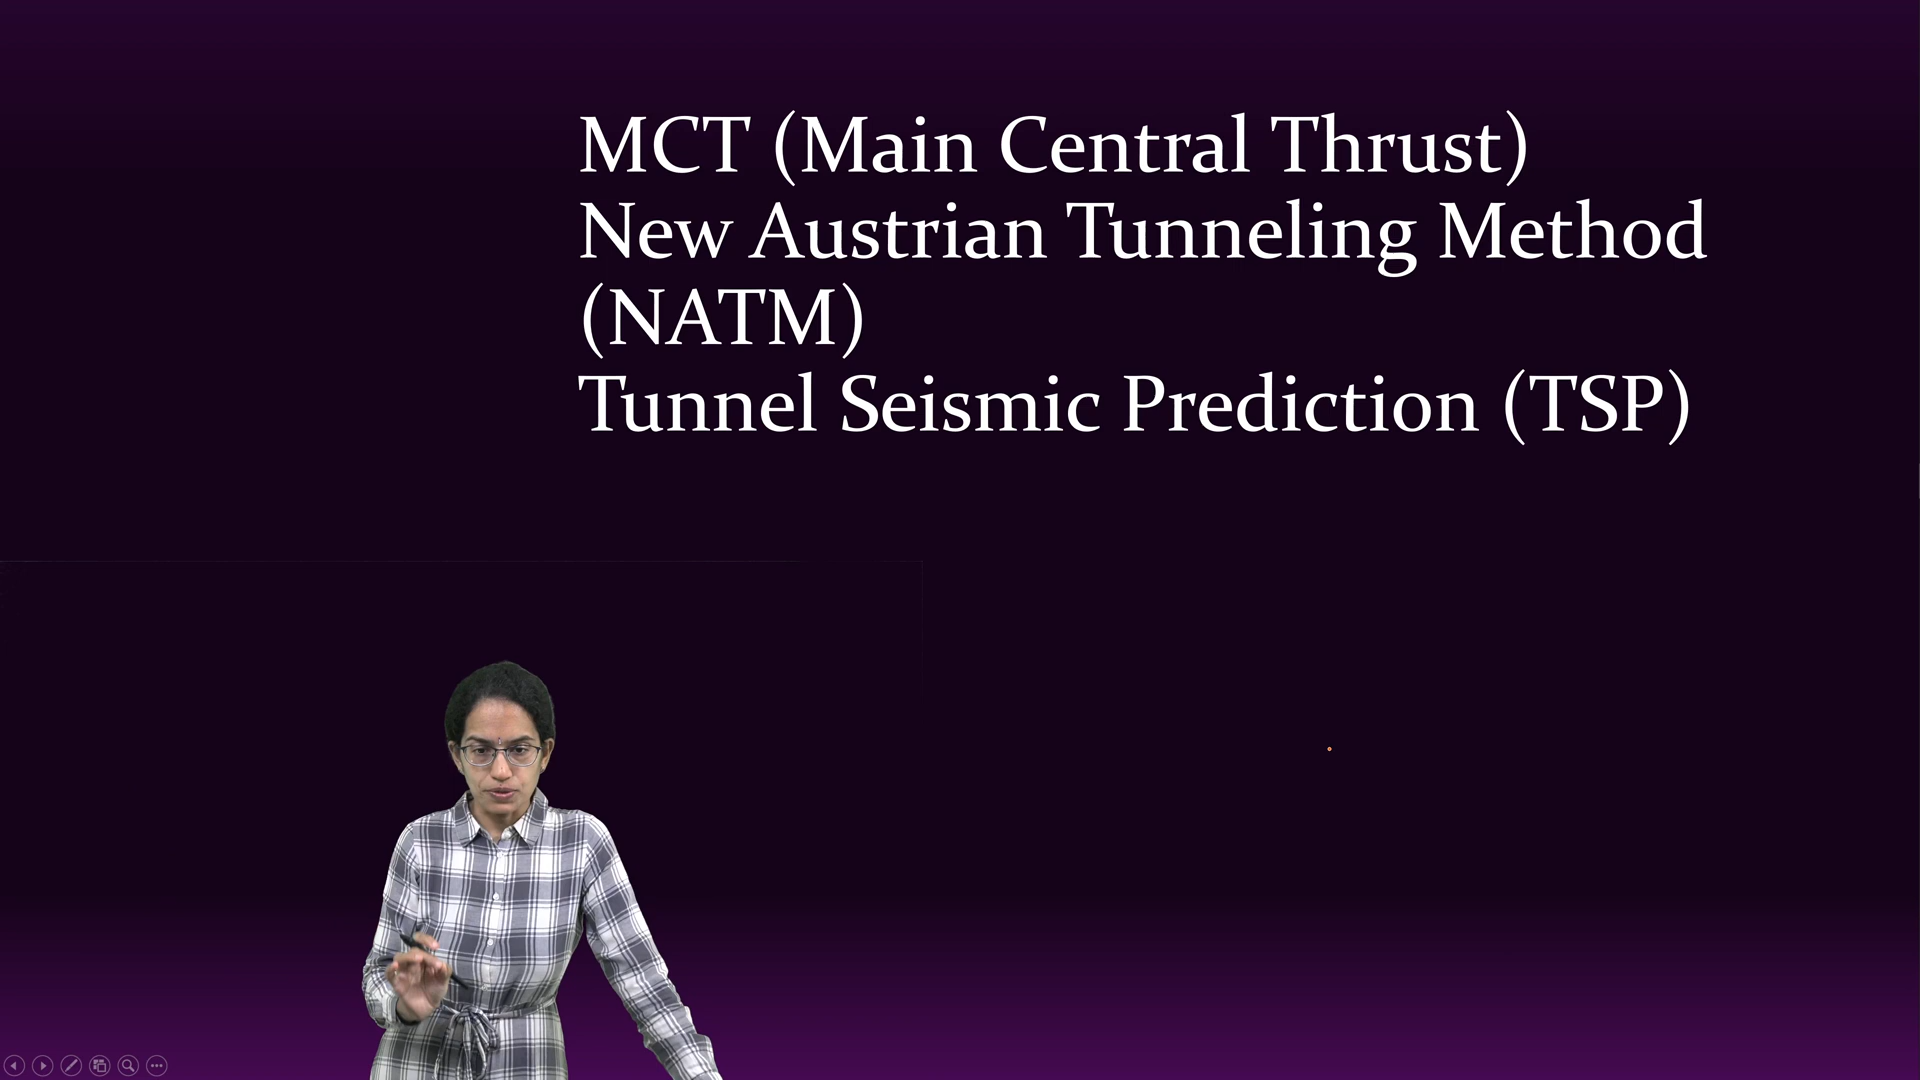 MCT (Main Central Thrust)
New Austrian Tunneling Method
(NATM)
Tunnel Seismic Prediction (TSP)